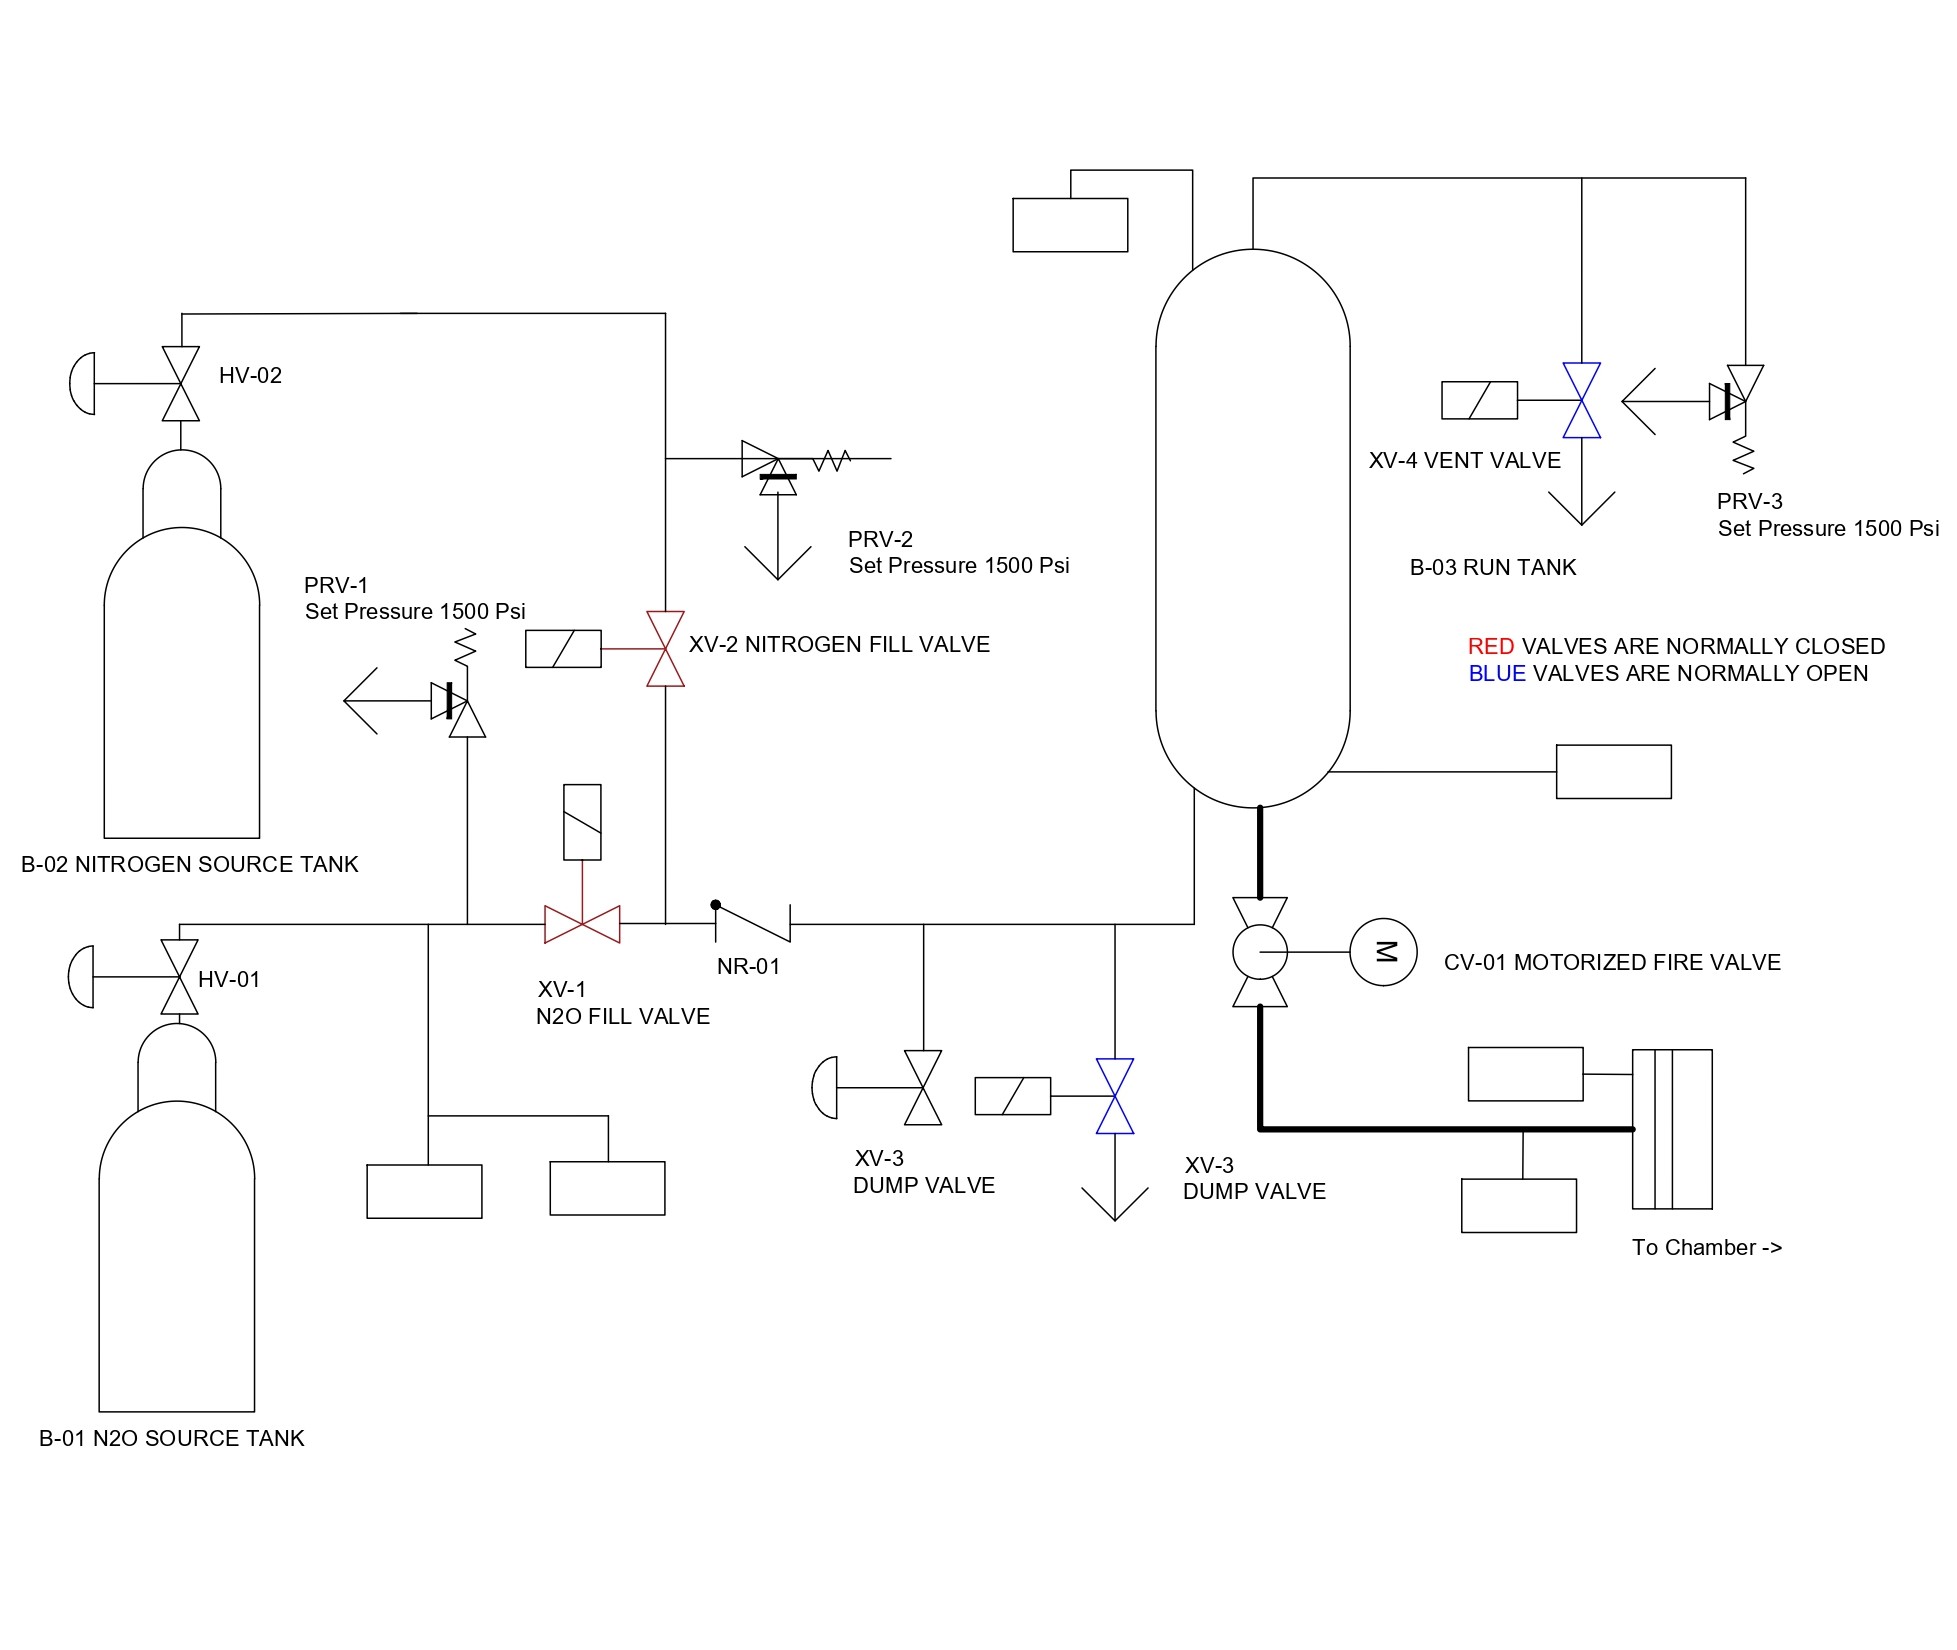 HV-02
PRV-2
Set Pressure 1500 Psi
PRV-3
Set Pressure 1500 Psi
XV-4 VENT VALVE
B-03 RUN TANK
PRV-1
Set Pressure 1500 Psi
XV-2 NITROGEN FILL VALVE
RED VALVES ARE NORMALLY CLOSED
BLUE VALVES ARE NORMALLY OPEN
B-02 NITROGEN SOURCE TANK
HV-01
XV-1
N2O FILL VALVE
NR-01
M
CV-01 MOTORIZED FIRE VALVE
XV-3
DUMP VALVE
XV-3
DUMP VALVE
To Chamber ->
B-01 N2O SOURCE TANK